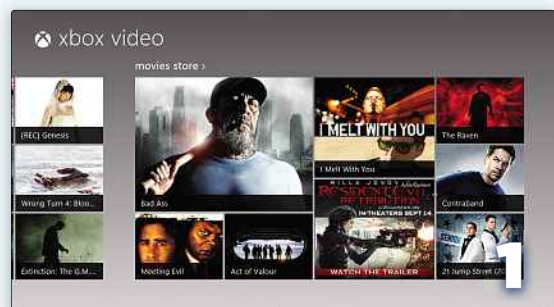 xbox video
movies store ›
[REC] Genesis
Wrong Turn 4: Bloo...
Extinction: The G.M....
Bad Ass
Meeting Evil
Act of Valour
I MELT WITH YOU
I Melt With You
MILLA JOVOVICH
RESIDENT EVIL
RETRIBUTION
IN THEATERS SEPT 14
WATCH THE TRAILER
The Raven
Contraband
21 Jump Street (20
1